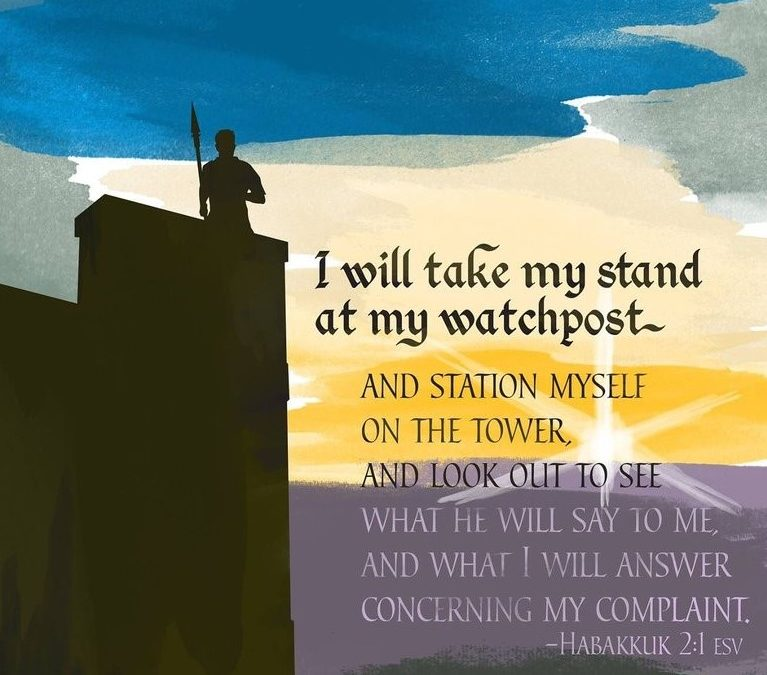 I will take my stand
at my watchpost
AND STATION MYSELF
ON THE TOWER,
AND LOOK OUT TO SEE
WHAT HE WILL SAY TO ME,
AND WHAT I WILL ANSWER
CONCERNING MY COMPLAINT.
–HABAKKUK 2:1 ESV